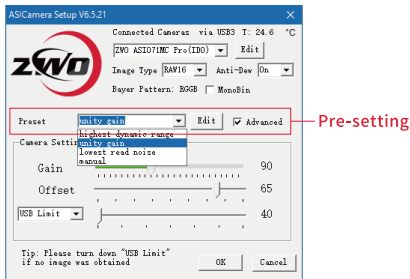 ASICamera Setup V6.5.21
Connected Cameras via USB3 T: 24.6 °C
ZWO
ZWO ASI071MC Pro(ID0) Edit
Image Type RAW16 Anti-Dew On
Bayer Pattern: RGGB MonoBin
Preset unity gain Edit Advanced
Pre-setting
highest dynamic range
unity gain
lowest read noise
manual
Camera Settin
Gain 90
Offset 65
USB Limit 40
Tip: Please turn down "USB Limit"
if no image was obtained
OK Cancel